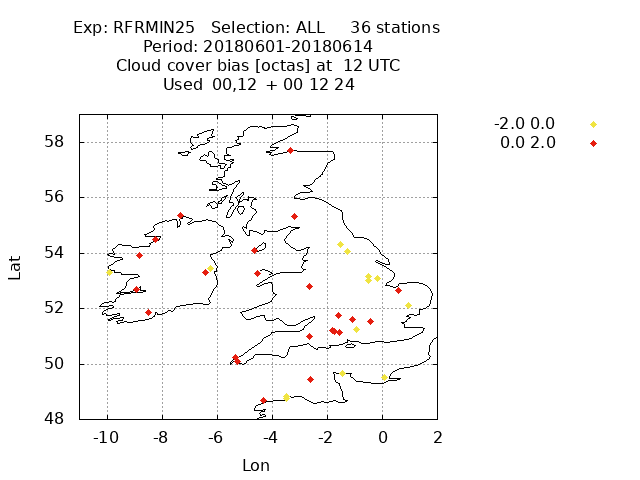 Exp: RFRMIN25 Selection: ALL 36 stations
Period: 20180601-20180614
Cloud cover bias [octas] at 12 UTC
Used 00,12 + 00 12 24
-2.0 0.0
0.0 2.0
58
56
54
52
50
48
Lat
-10 -8 -6 -4 -2 0 2
Lon